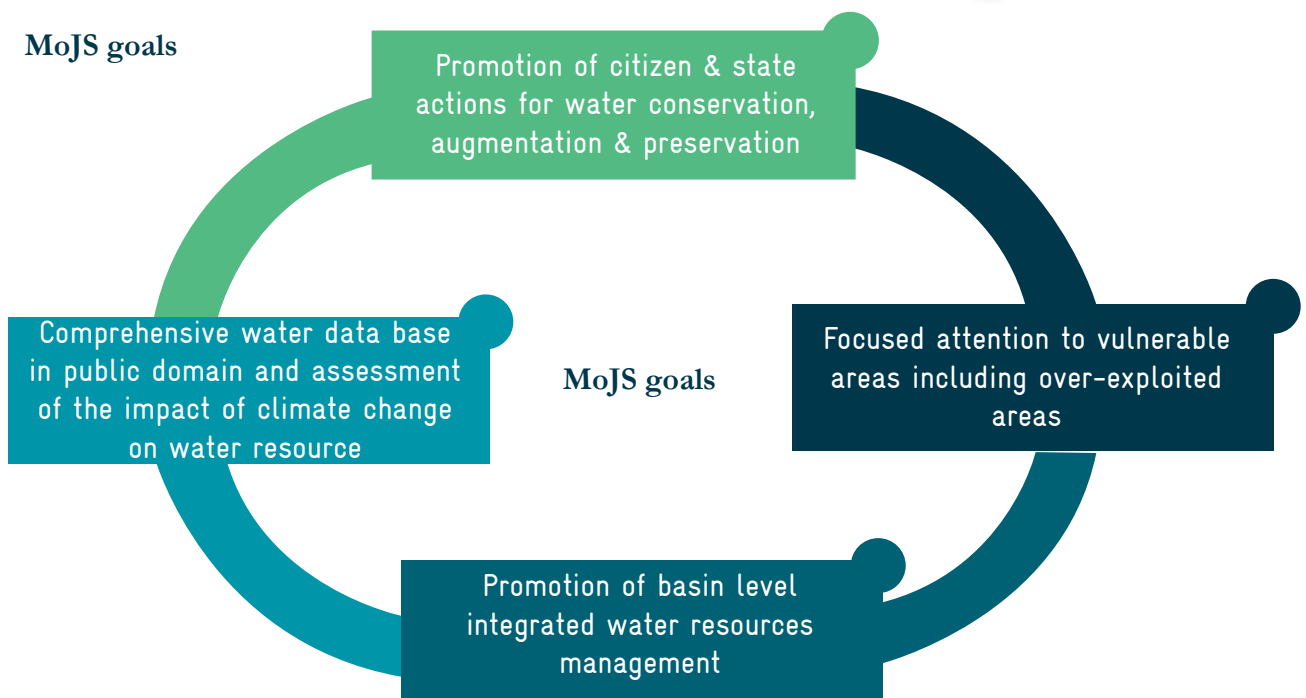 MoJS goals
Promotion of citizen & state
actions for water conservation,
augmentation & preservation
Comprehensive water data base
in public domain and assessment
of the impact of climate change
on water resource
MoJS goals
Focused attention to vulnerable
areas including over-exploited
areas
Promotion of basin level
integrated water resources
management